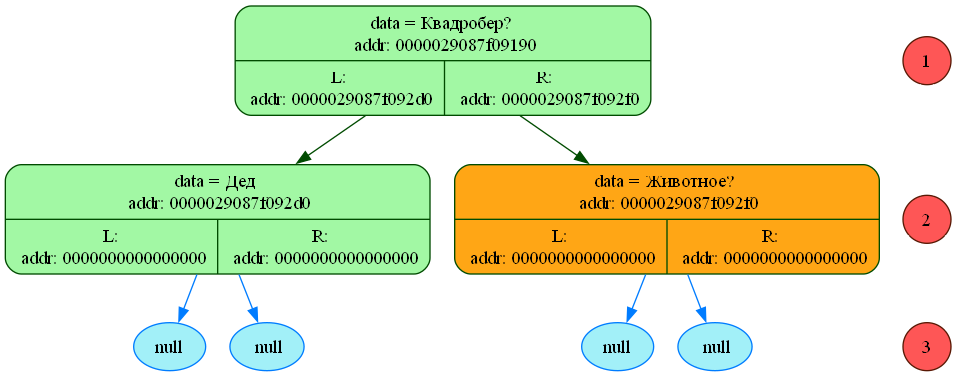 data = Квадробер?
addr: 0000029087f09190
L:
R:
addr: 0000029087f092d0
addr: 0000029087f092f0
1
data = Дед
addr: 0000029087f092d0
L:
R:
addr: 0000000000000000
addr: 0000000000000000
data = Животное?
addr: 0000029087f092f0
L:
R:
addr: 0000000000000000
addr: 0000000000000000
2
null
null
null
null
3